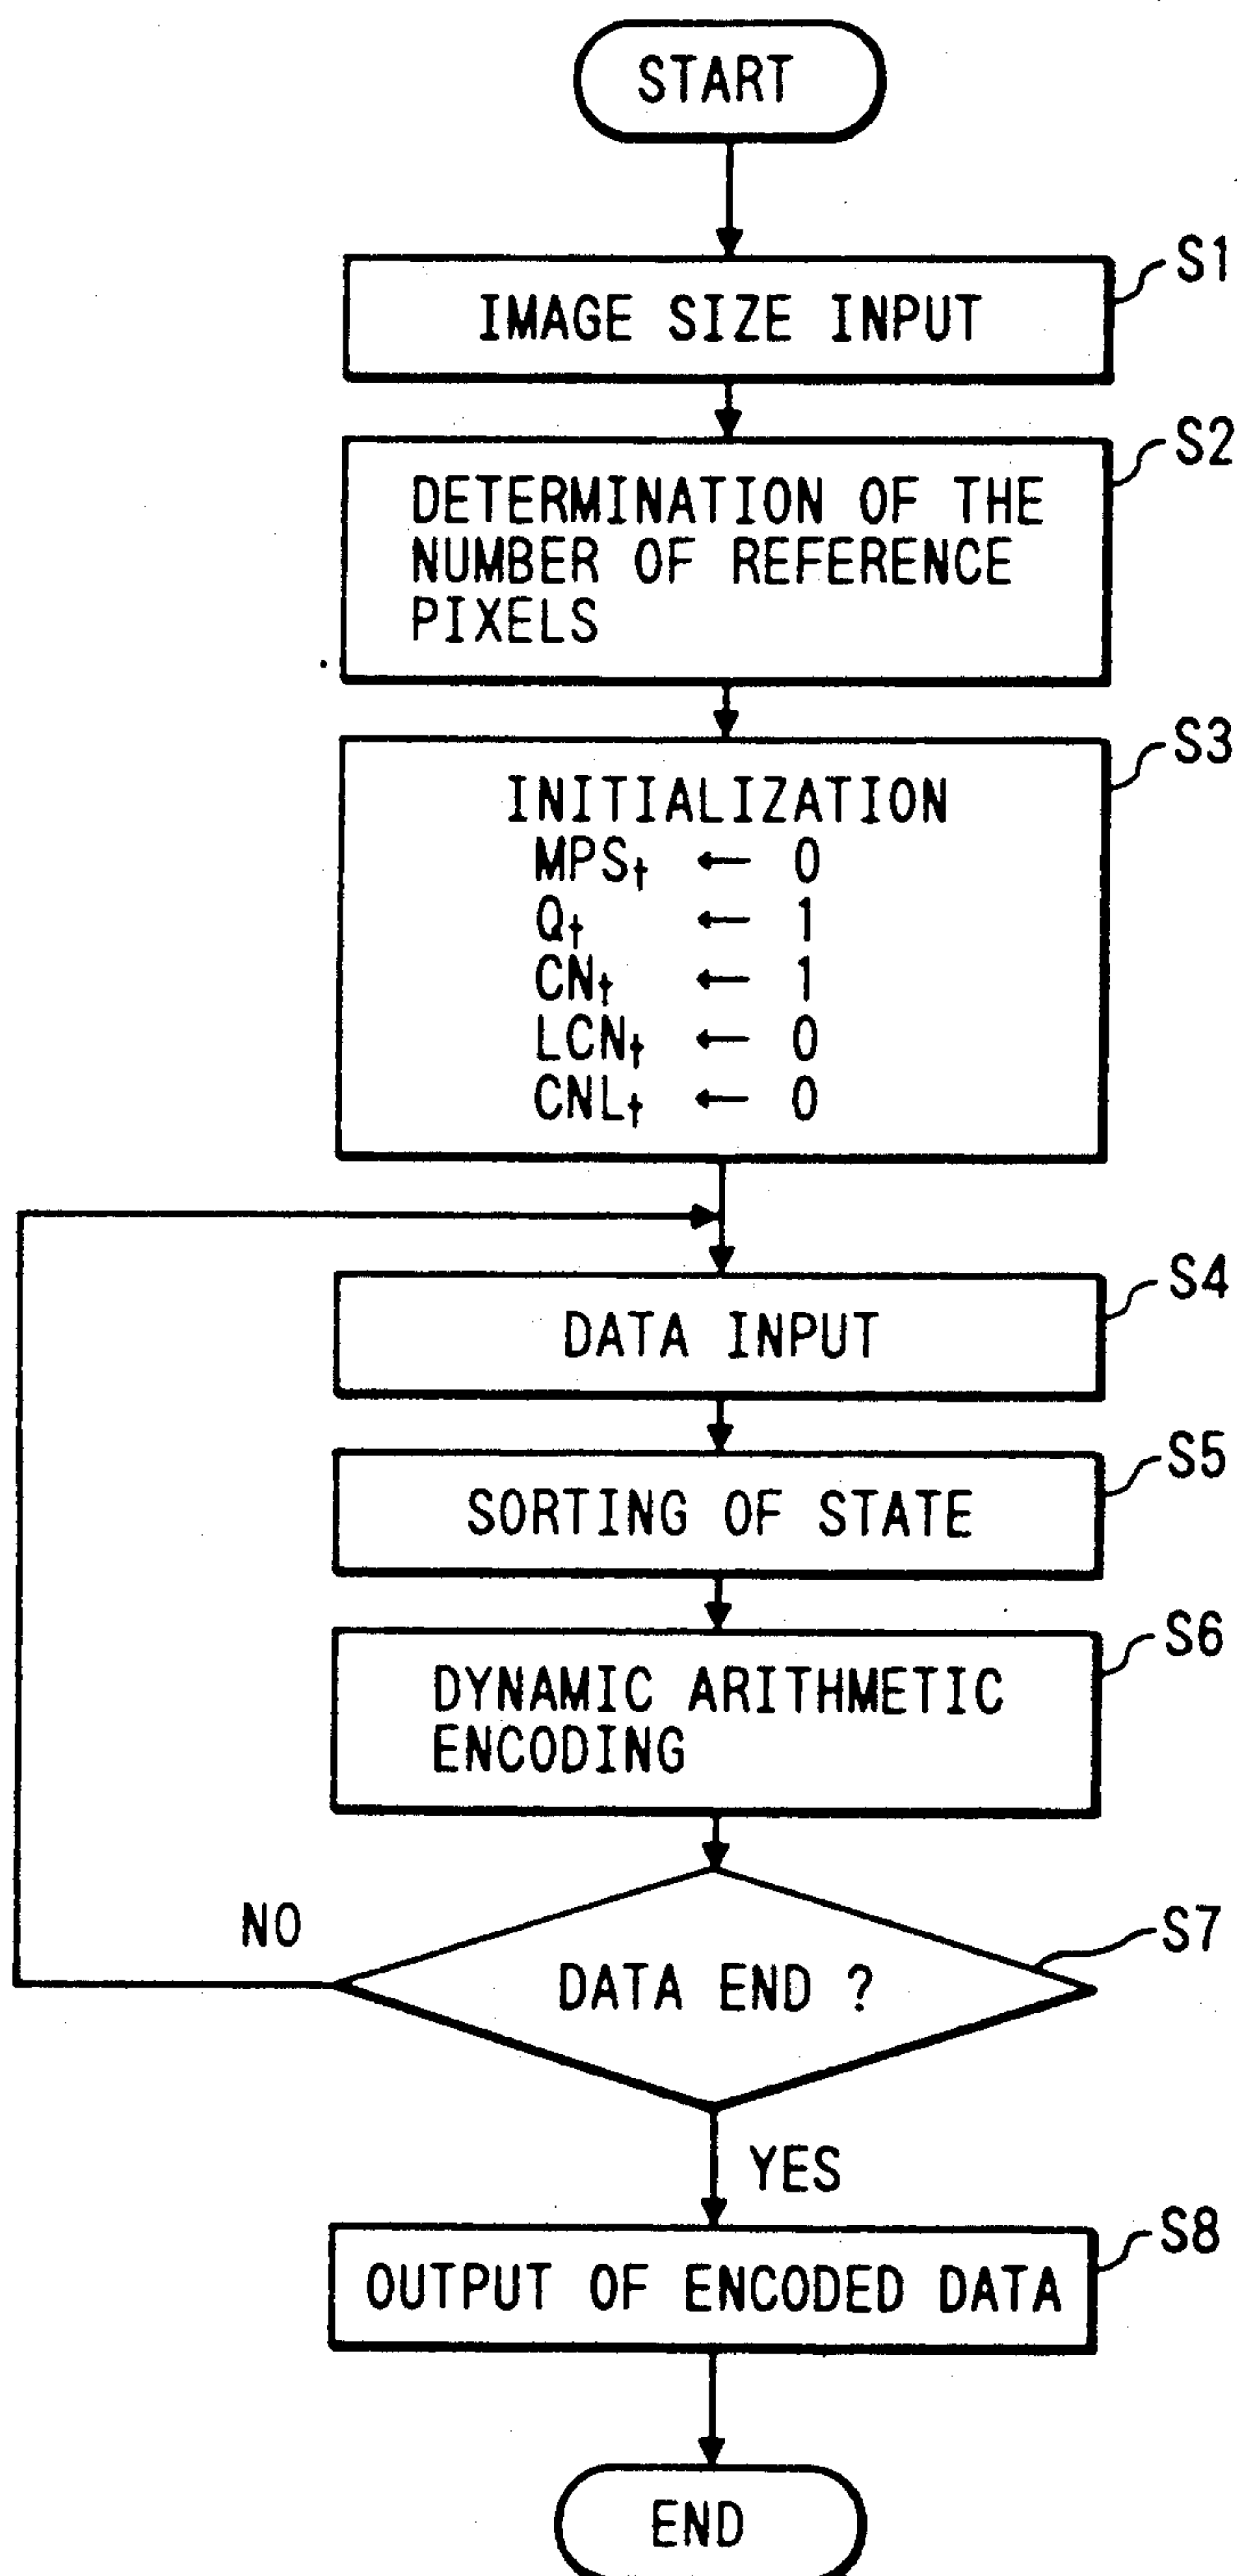 START
S1
IMAGE SIZE INPUT
S2
DETERMINATION OF THE
NUMBER OF REFERENCE
PIXELS
S3
INITIALIZATION
MPSt ← 0
Qt ← 1
CNt ← 1
LCNt ← 0
CNLt ← 0
S4
DATA INPUT
S5
SORTING OF STATE
S6
DYNAMIC ARITHMETIC
ENCODING
S7
NO
DATA END ?
YES
S8
OUTPUT OF ENCODED DATA
END